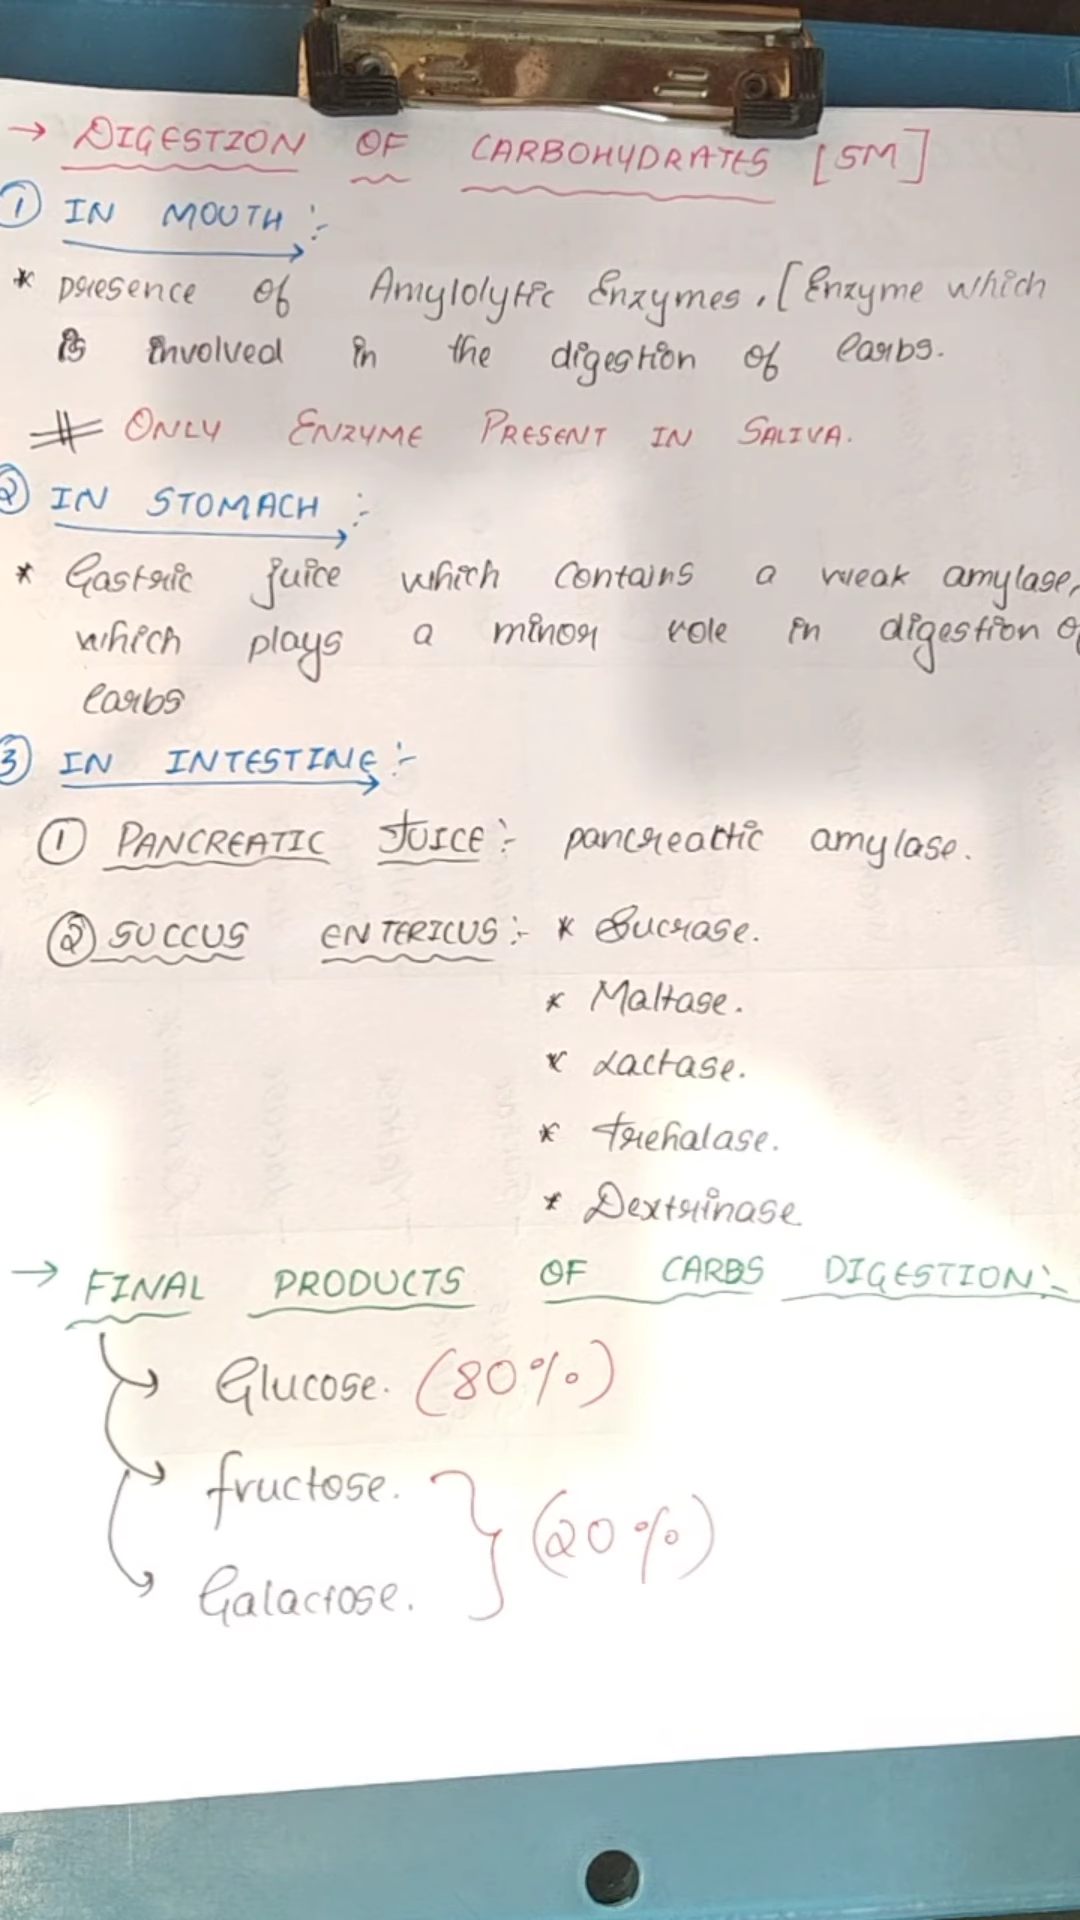 → DIGESTION OF CARBOHYDRATES [5M]
① IN MOUTH :-
* presence of Amylolytic Enzymes. [Enzyme which
is involved in the digestion of Carbs.
# ONLY ENZYME PRESENT IN SALIVA.
② IN STOMACH :-
* Gastric juice which contains a weak amylase,
which plays a minor role in digestion of
Carbs
③ IN INTESTINE :-
① PANCREATIC JUICE :- pancreattic amylase.
② SUCCUS ENTERICUS :- * Sucrase.
* Maltase.
* Lactase.
* Trehalase.
* Dextrinase
→ FINAL PRODUCTS OF CARBS DIGESTION :-
Glucose. (80%)
fructose.
(20%)
Galactose.